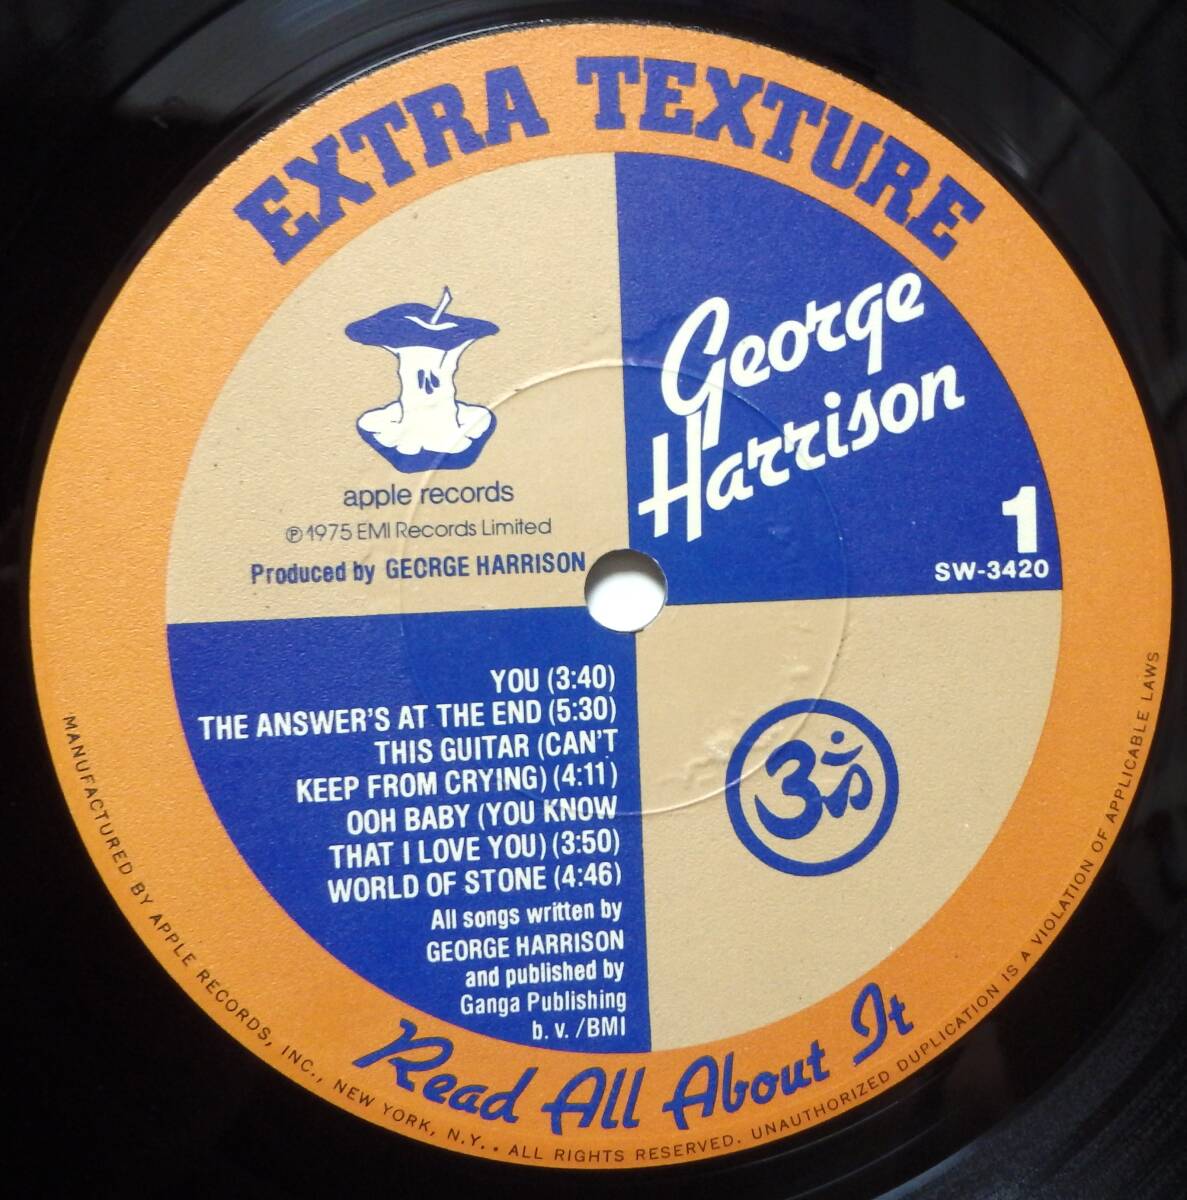 EXTRA TEXTURE
George
Harrison
apple records
℗ 1975 EMI Records Limited
Produced by GEORGE HARRISON
1
SW-3420
YOU (3:40)
THE ANSWER'S AT THE END (5:30)
THIS GUITAR (CAN'T
KEEP FROM CRYING) (4:11)
OOH BABY (YOU KNOW
THAT I LOVE YOU) (3:50)
WORLD OF STONE (4:46)
All songs written by
GEORGE HARRISON
and published by
Ganga Publishing
b. v. /BMI
ॐ
Read All About It
MANUFACTURED BY APPLE RECORDS, INC., NEW YORK, N.Y. • ALL RIGHTS RESERVED. UNAUTHORIZED DUPLICATION IS A VIOLATION OF APPLICABLE LAWS